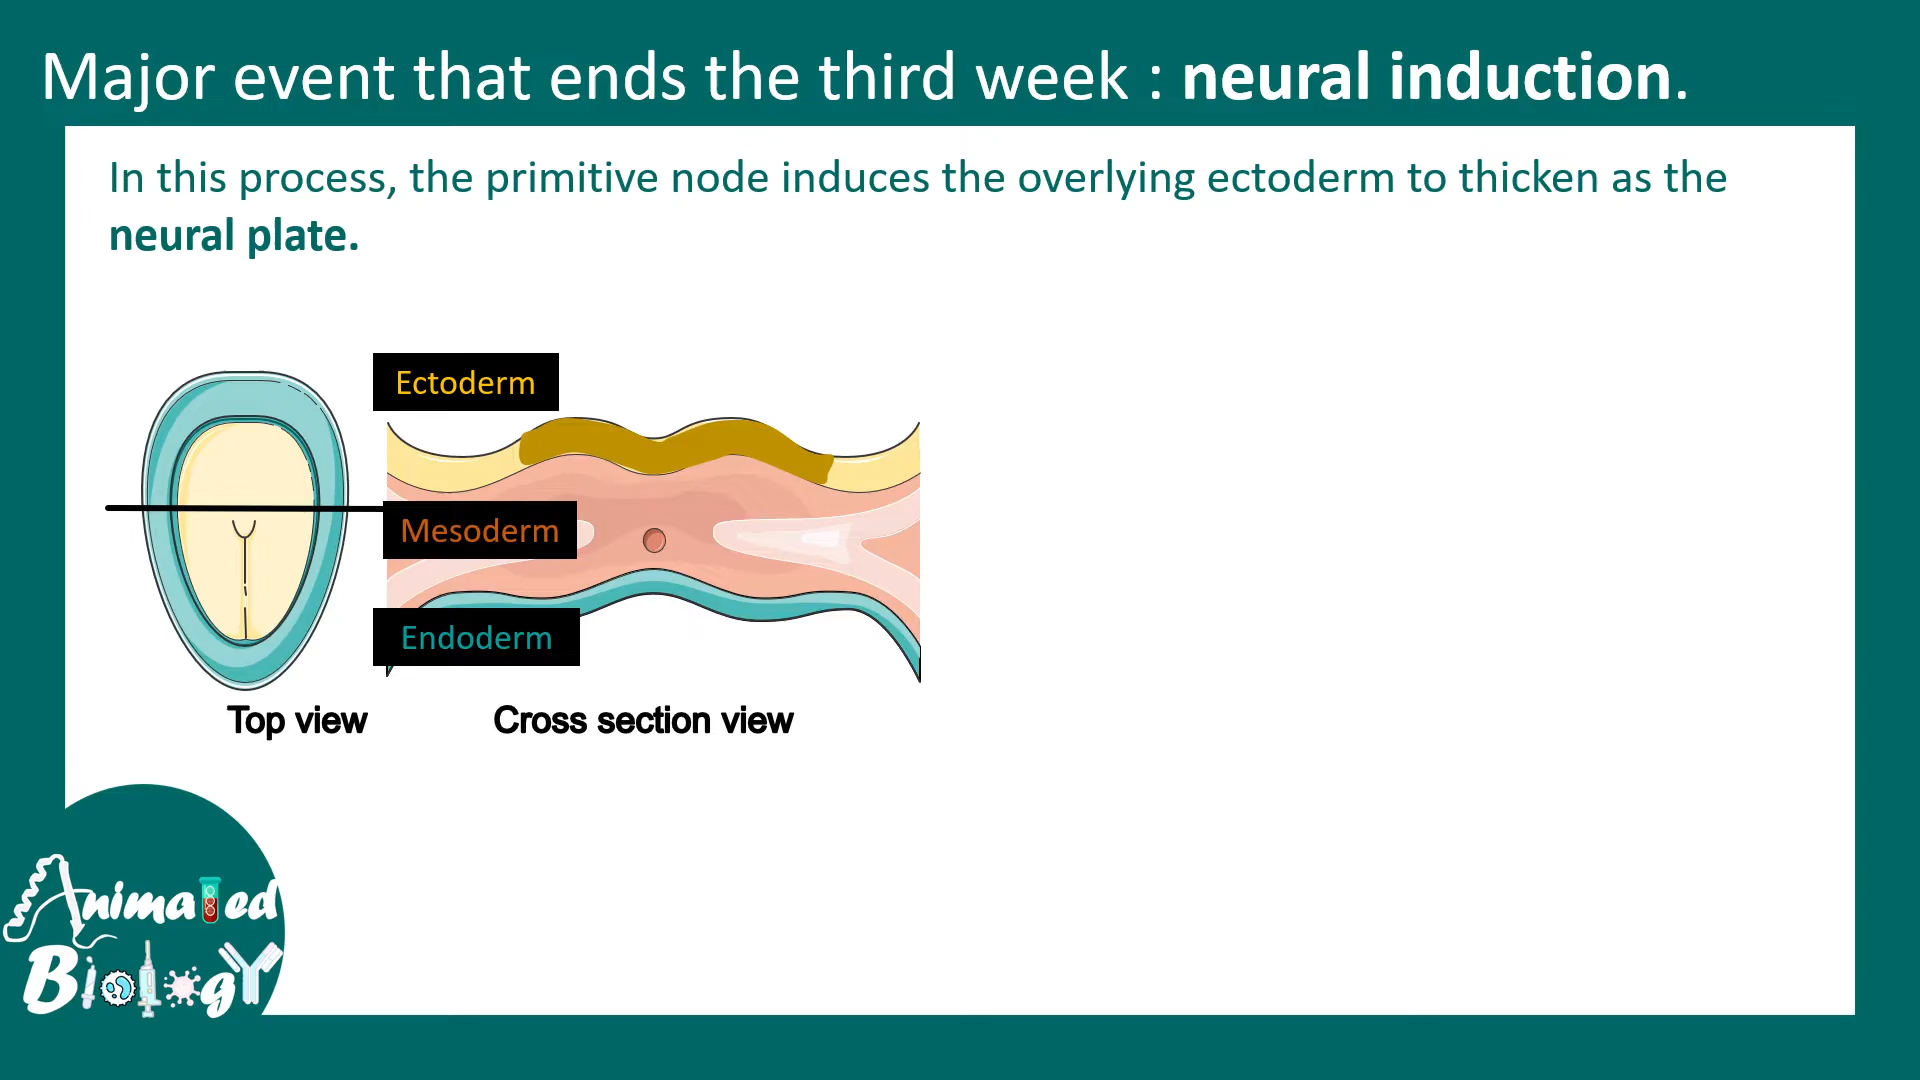 Major event that ends the third week : neural induction.
In this process, the primitive node induces the overlying ectoderm to thicken as the
neural plate.
Ectoderm
Mesoderm
Endoderm
Top view
Cross section view
Animated
Biology